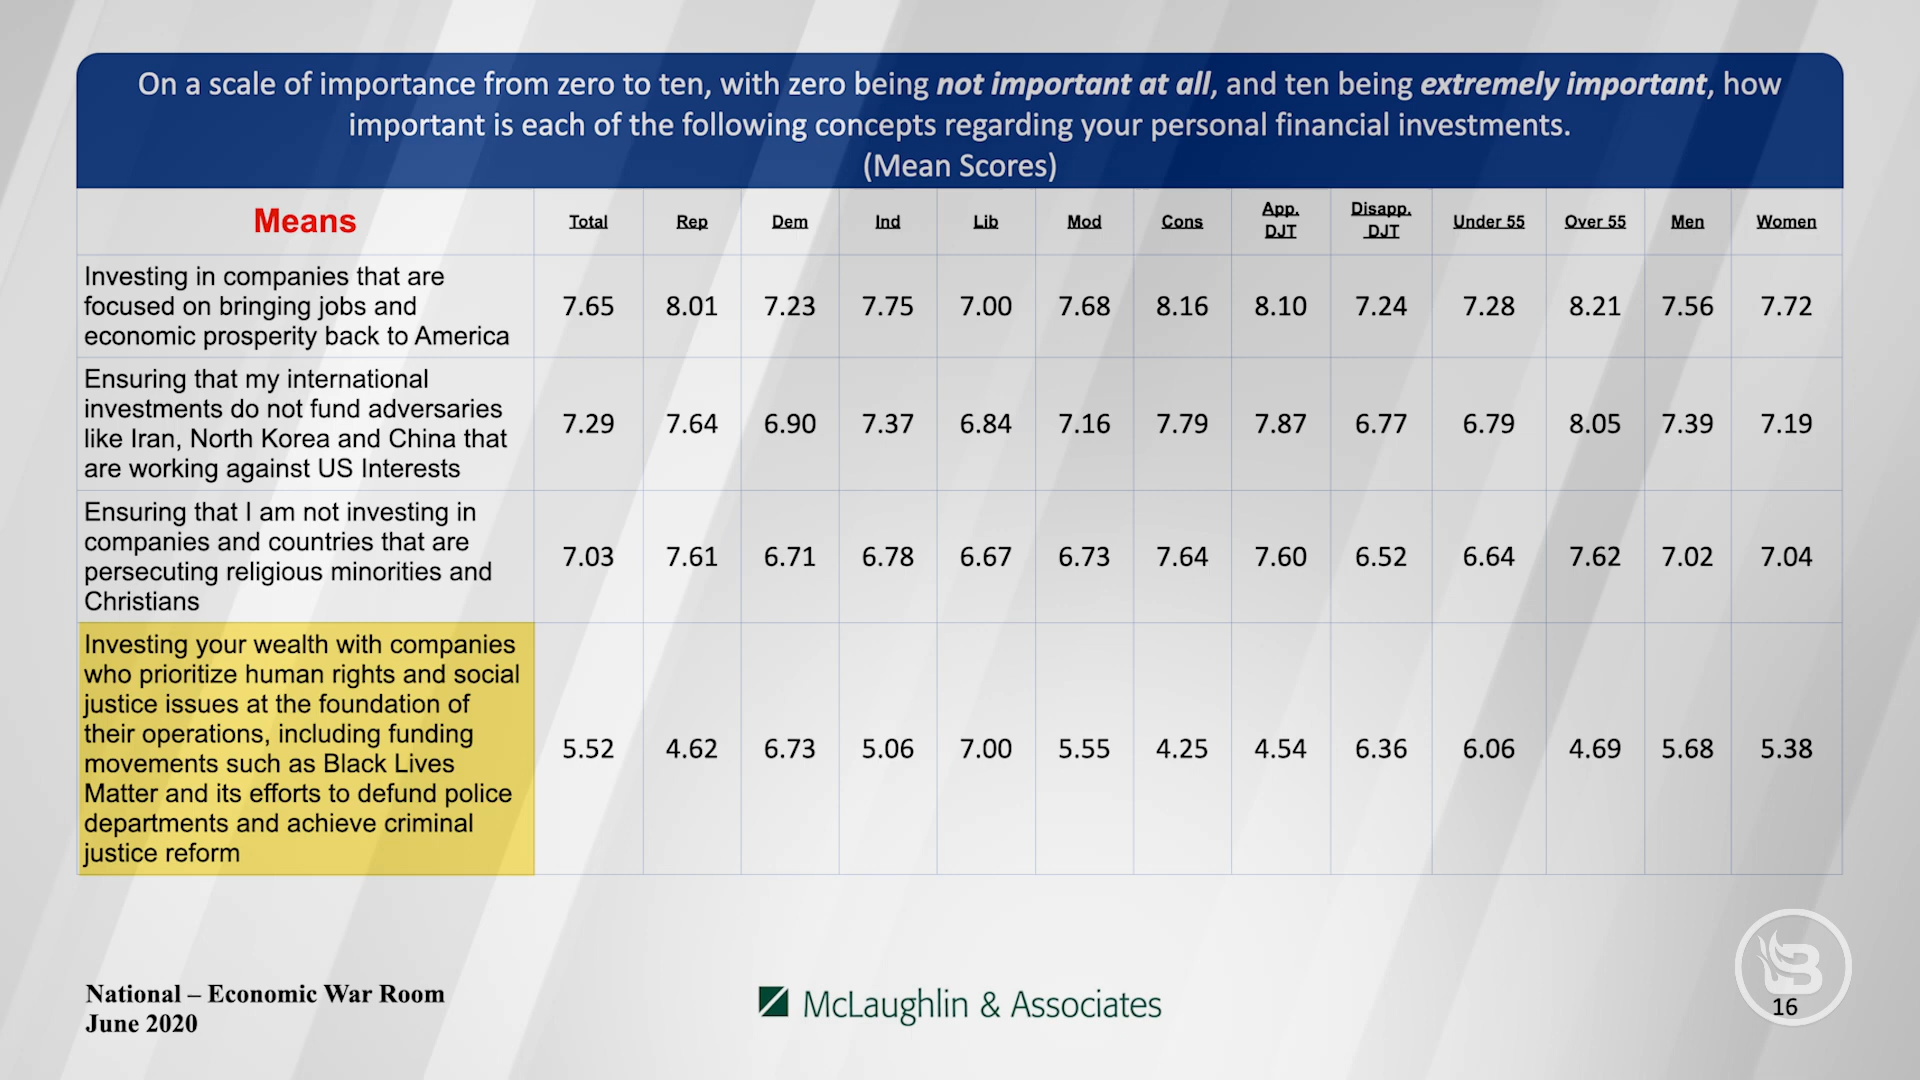 On a scale of importance from zero to ten, with zero being not important at all, and ten being extremely important, how
important is each of the following concepts regarding your personal financial investments.
(Mean Scores)
Means Total Rep Dem Ind Lib Mod Cons App. DJT Disapp. DJT Under 55 Over 55 Men Women
Investing in companies that are
focused on bringing jobs and
economic prosperity back to America
7.65 8.01 7.23 7.75 7.00 7.68 8.16 8.10 7.24 7.28 8.21 7.56 7.72
Ensuring that my international
investments do not fund adversaries
like Iran, North Korea and China that
are working against US Interests
7.29 7.64 6.90 7.37 6.84 7.16 7.79 7.87 6.77 6.79 8.05 7.39 7.19
Ensuring that I am not investing in
companies and countries that are
persecuting religious minorities and
Christians
7.03 7.61 6.71 6.78 6.67 6.73 7.64 7.60 6.52 6.64 7.62 7.02 7.04
Investing your wealth with companies
who prioritize human rights and social
justice issues at the foundation of
their operations, including funding
movements such as Black Lives
Matter and its efforts to defund police
departments and achieve criminal
justice reform
5.52 4.62 6.73 5.06 7.00 5.55 4.25 4.54 6.36 6.06 4.69 5.68 5.38
National – Economic War Room
June 2020
McLaughlin & Associates
B
16